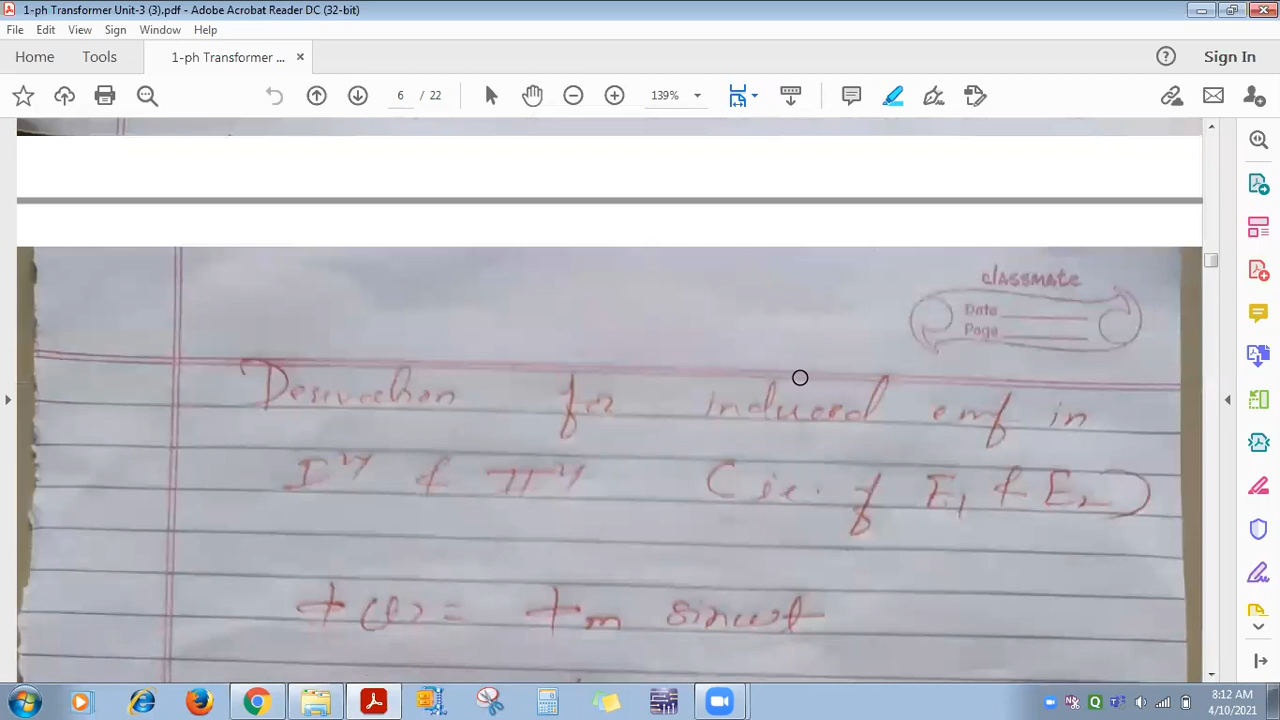 1-ph Transformer Unit-3 (3).pdf - Adobe Acrobat Reader DC (32-bit)
File Edit View Sign Window Help
Home Tools 1-ph Transformer ... × Sign In
6 / 22 139%
classmate
Date
Page
Derivation for induced emf in
Iry & IIry (i.e. of E1 & E2)
ϕ(t) = ϕm sinωt
8:12 AM
4/10/2021